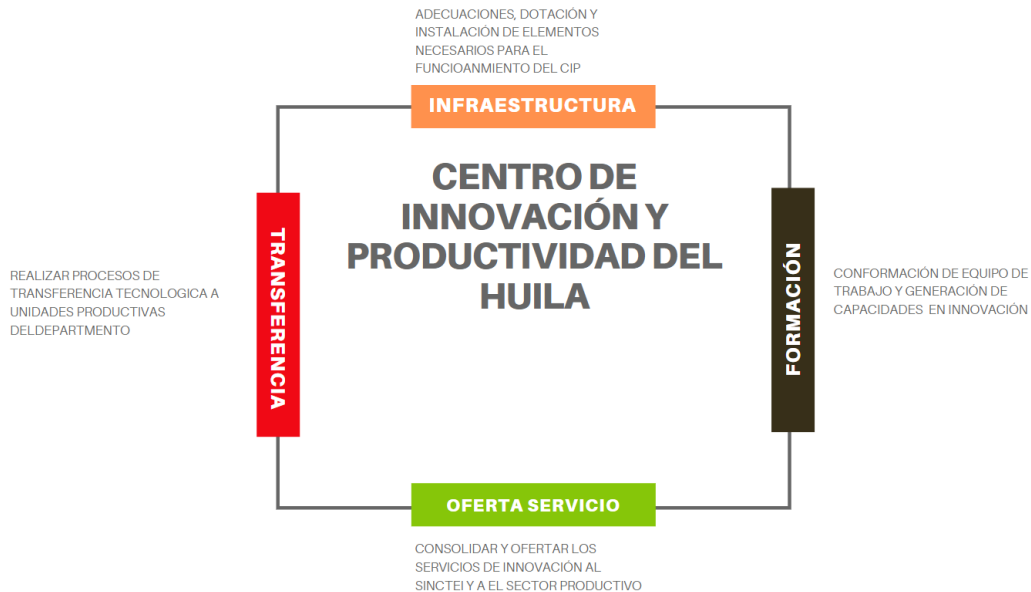 ADECUACIONES, DOTACIÓN Y
INSTALACIÓN DE ELEMENTOS
NECESARIOS PARA EL
FUNCIOANMIENTO DEL CIP
INFRAESTRUCTURA
CENTRO DE
INNOVACIÓN Y
PRODUCTIVIDAD DEL
HUILA
TRANSFERENCIA
REALIZAR PROCESOS DE
TRANSFERENCIA TECNOLOGICA A
UNIDADES PRODUCTIVAS
DELDEPARTMENTO
FORMACIÓN
CONFORMACIÓN DE EQUIPO DE
TRABAJO Y GENERACIÓN DE
CAPACIDADES EN INNOVACIÓN
OFERTA SERVICIO
CONSOLIDAR Y OFERTAR LOS
SERVICIOS DE INNOVACIÓN AL
SINCTEI Y A EL SECTOR PRODUCTIVO